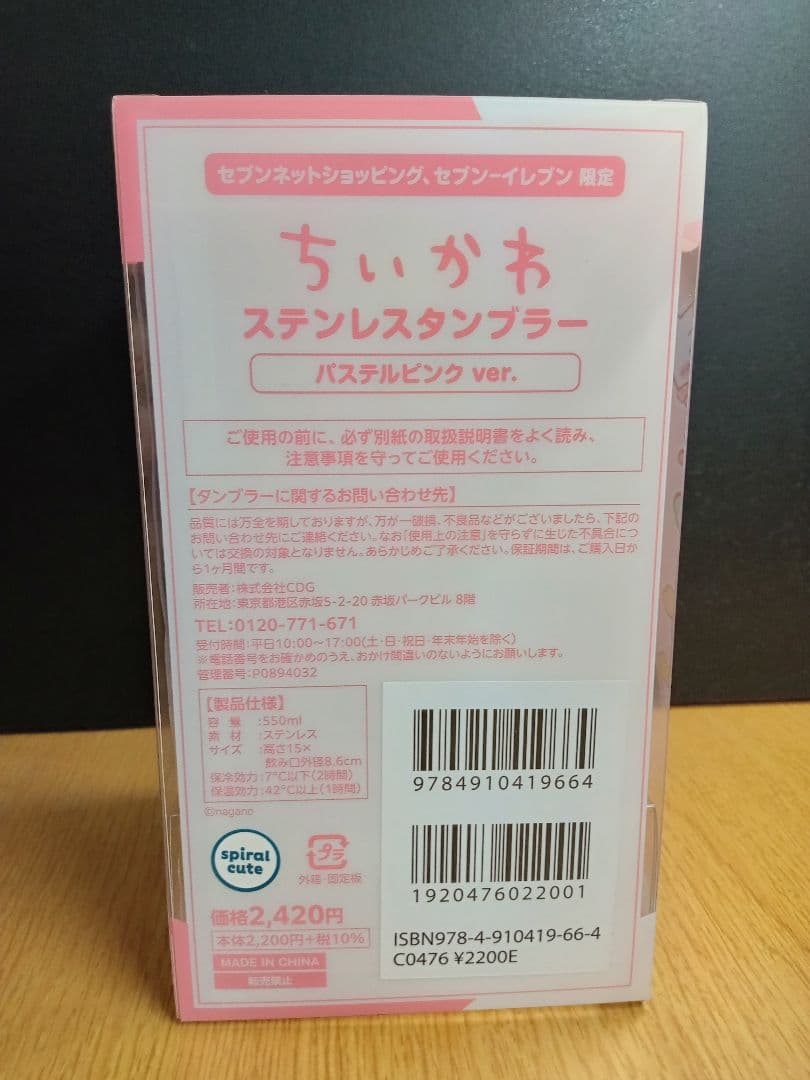 セブンネットショッピング、セブン-イレブン 限定
ちいかわ
ステンレスタンブラー
パステルピンク ver.
ご使用の前に、必ず別紙の取扱説明書をよく読み、
注意事項を守ってご使用ください。
【タンブラーに関するお問い合わせ先】
品質には万全を期しておりますが、万が一破損、不良品などがございましたら、下記の
お問い合わせ先にご連絡ください。なお「使用上の注意」を守らずに生じた不具合につ
いては交換の対象となりません。あらかじめご了承ください。保証期間は、ご購入日か
ら1ヶ月間です。
販売者：株式会社CDG
所在地：東京都港区赤坂5-2-20 赤坂パークビル 8階
TEL：0120-771-671
受付時間：平日10:00〜17:00(土・日・祝日・年末年始を除く)
※電話番号をお確かめのうえ、おかけ間違いのないようにお願いします。
管理番号：P0894032
【製品仕様】
容量：550ml
素材：ステンレス
サイズ：高さ15×
飲み口外径8.6cm
保冷効力：7℃以下(2時間)
保温効力：42℃以上(1時間)
©nagano
spiral
cute
プラ
外箱・固定板
価格2,420円
本体2,200円+税10%
MADE IN CHINA
転売禁止
9784910419664
1920476022001
ISBN978-4-910419-66-4
C0476 ¥2200E